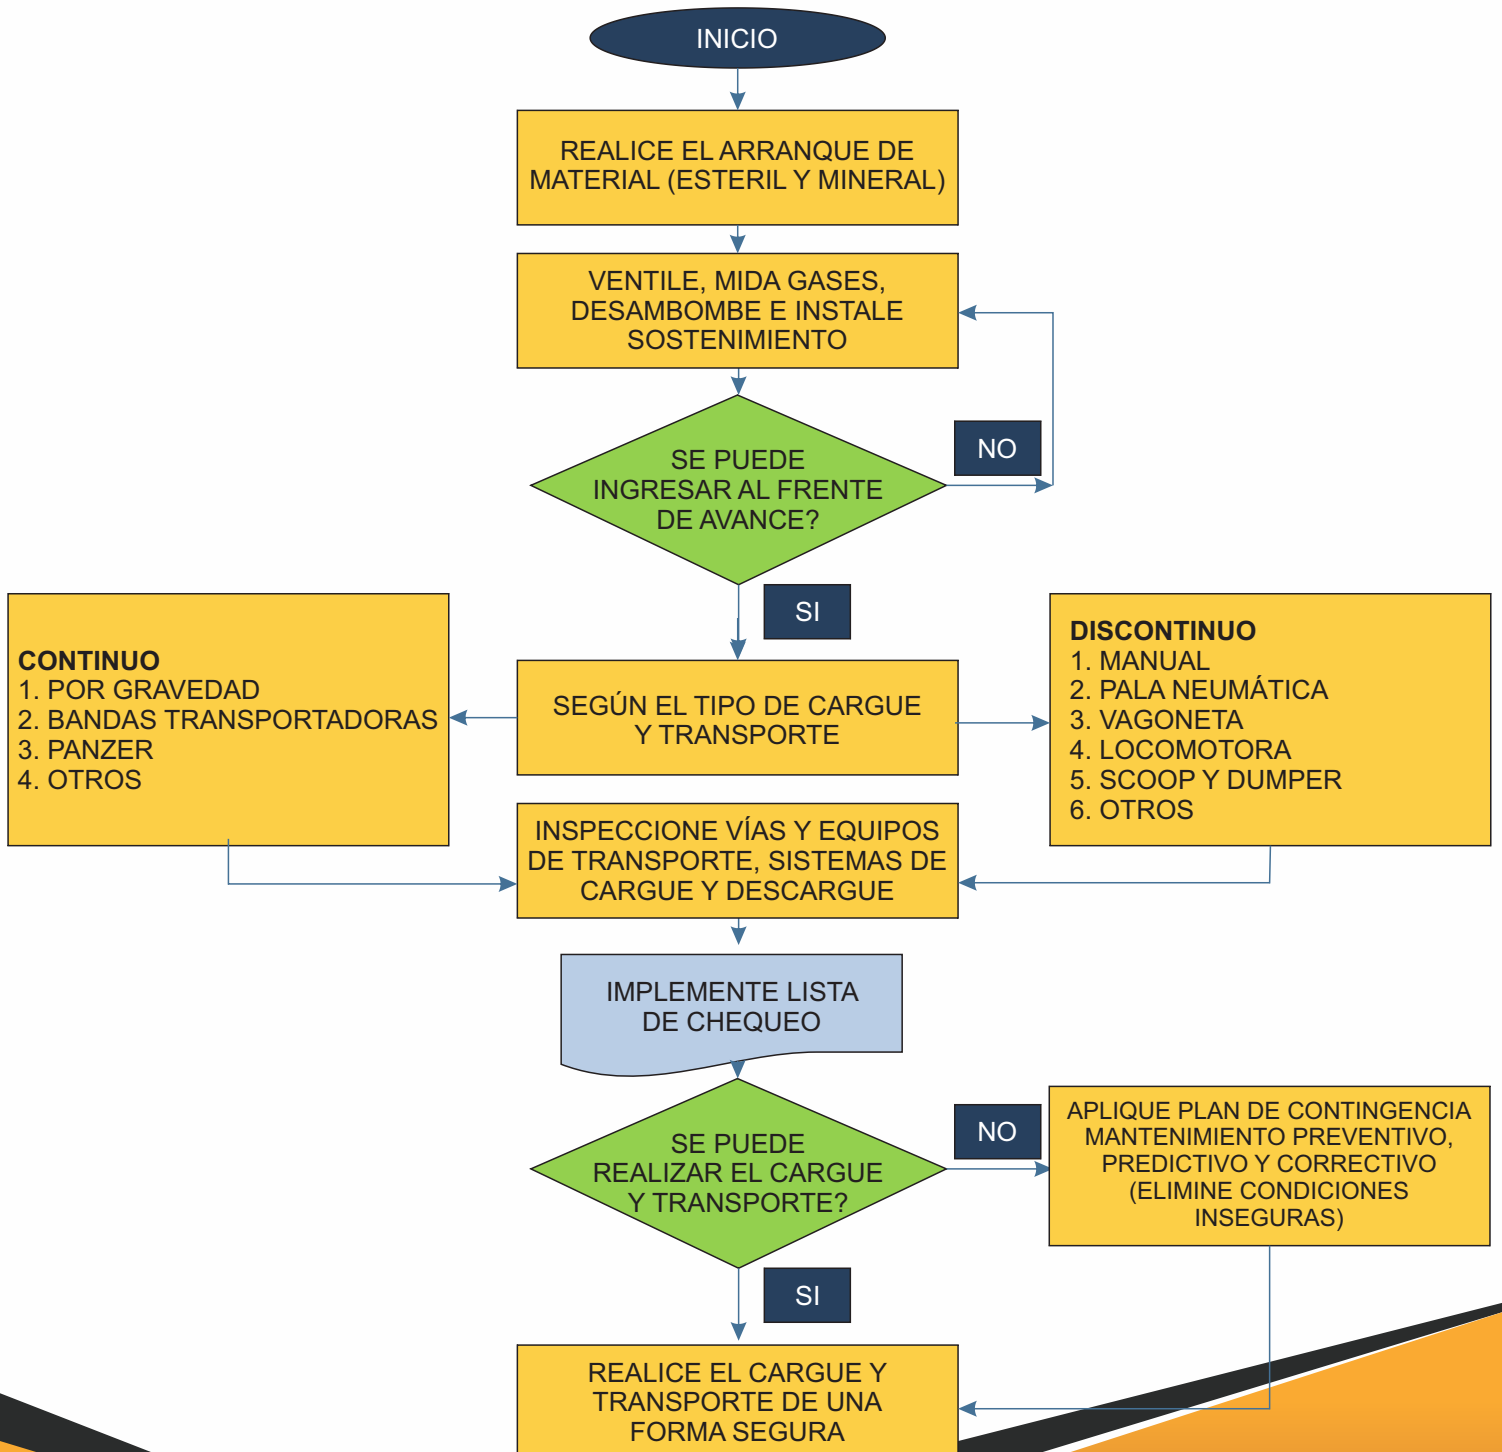 INICIO
REALICE EL ARRANQUE DE
MATERIAL (ESTERIL Y MINERAL)
VENTILE, MIDA GASES,
DESAMBOMBE E INSTALE
SOSTENIMIENTO
SE PUEDE
INGRESAR AL FRENTE
DE AVANCE?
NO
SI
CONTINUO
1. POR GRAVEDAD
2. BANDAS TRANSPORTADORAS
3. PANZER
4. OTROS
SEGÚN EL TIPO DE CARGUE
Y TRANSPORTE
DISCONTINUO
1. MANUAL
2. PALA NEUMÁTICA
3. VAGONETA
4. LOCOMOTORA
5. SCOOP Y DUMPER
6. OTROS
INSPECCIONE VÍAS Y EQUIPOS
DE TRANSPORTE, SISTEMAS DE
CARGUE Y DESCARGUE
IMPLEMENTE LISTA
DE CHEQUEO
SE PUEDE
REALIZAR EL CARGUE
Y TRANSPORTE?
NO
APLIQUE PLAN DE CONTINGENCIA
MANTENIMIENTO PREVENTIVO,
PREDICTIVO Y CORRECTIVO
(ELIMINE CONDICIONES
INSEGURAS)
SI
REALICE EL CARGUE Y
TRANSPORTE DE UNA
FORMA SEGURA